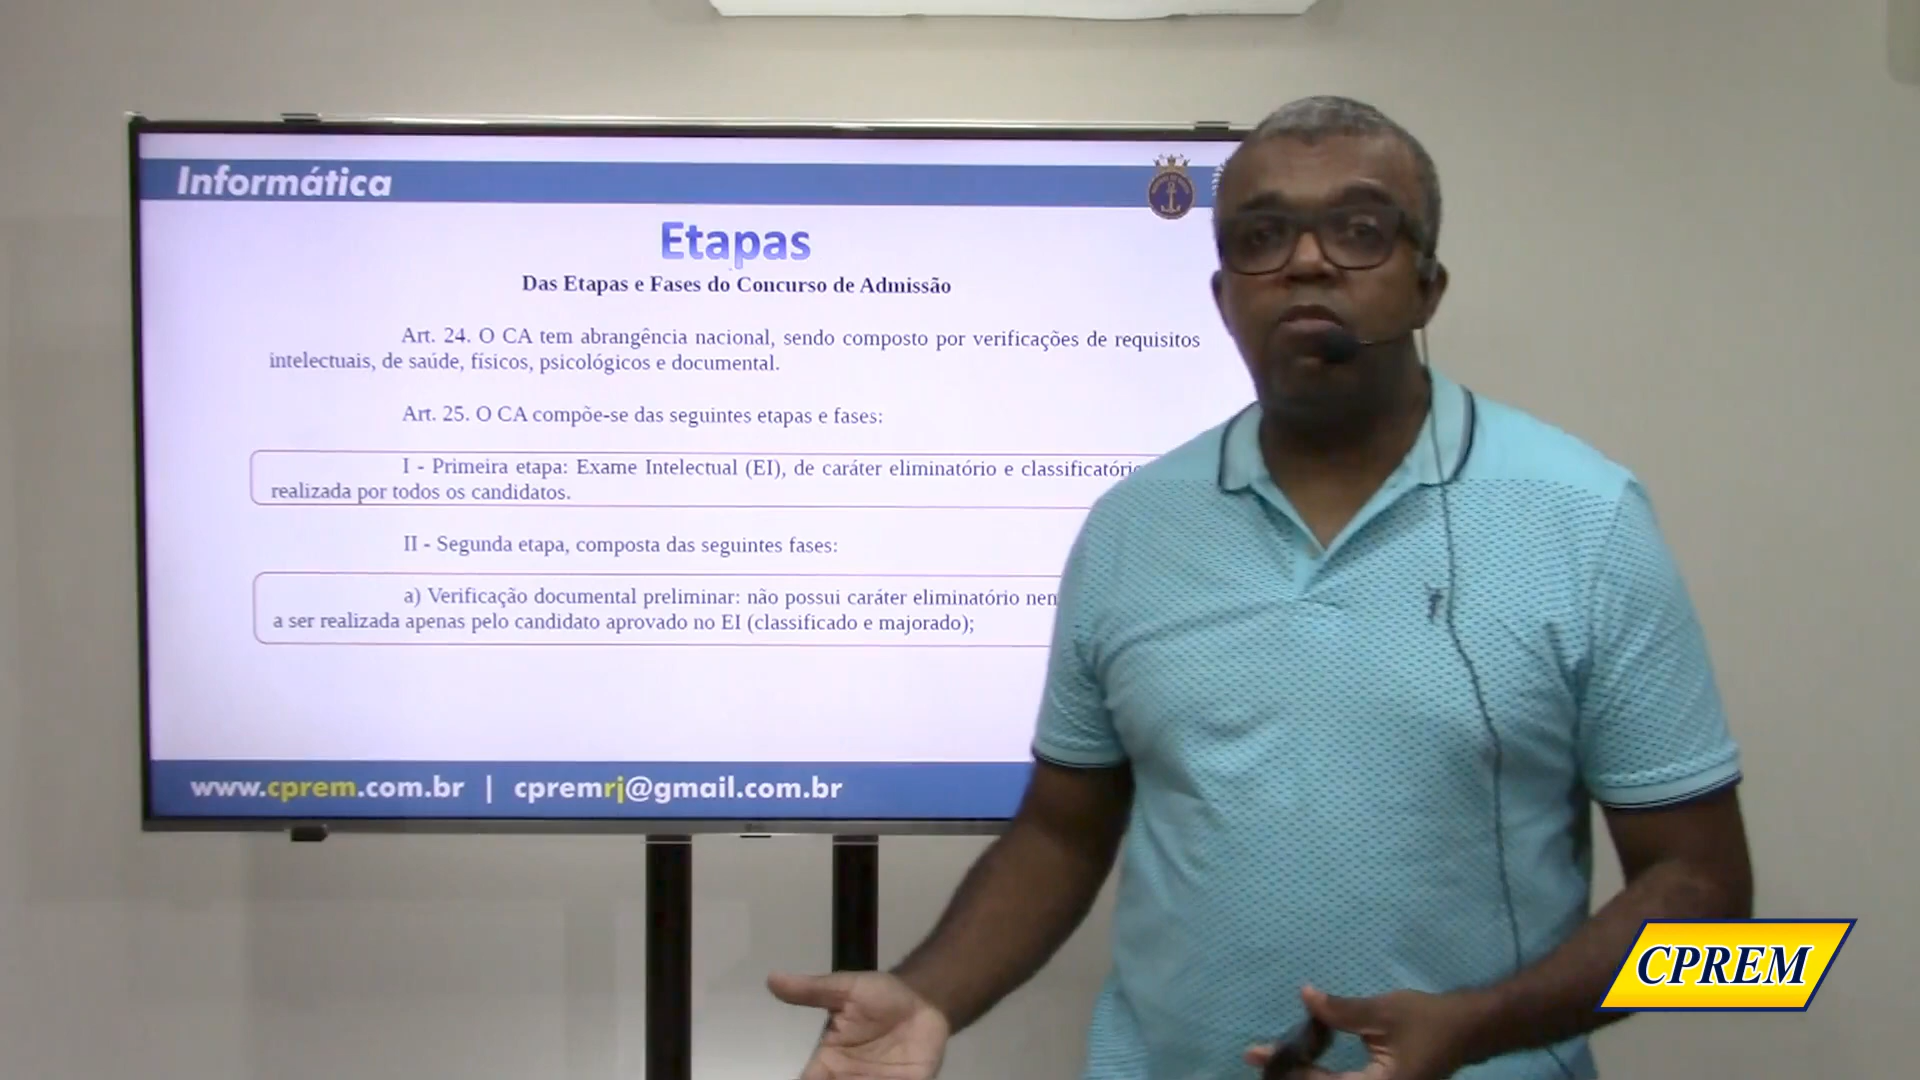 Informática
Etapas
Das Etapas e Fases do Concurso de Admissão
Art. 24. O CA tem abrangência nacional, sendo composto por verificações de requisitos
intelectuais, de saúde, físicos, psicológicos e documental.
Art. 25. O CA compõe-se das seguintes etapas e fases:
I - Primeira etapa: Exame Intelectual (EI), de caráter eliminatório e
realizada por todos os candidatos.
II - Segunda etapa, composta das seguintes fases:
a) Verificação documental preliminar: não possui caráter eliminatório
a ser realizada apenas pelo candidato aprovado no EI (classificado e majorado);
www.cprem.com.br | cpremrj@gmail.com.br
CPREM